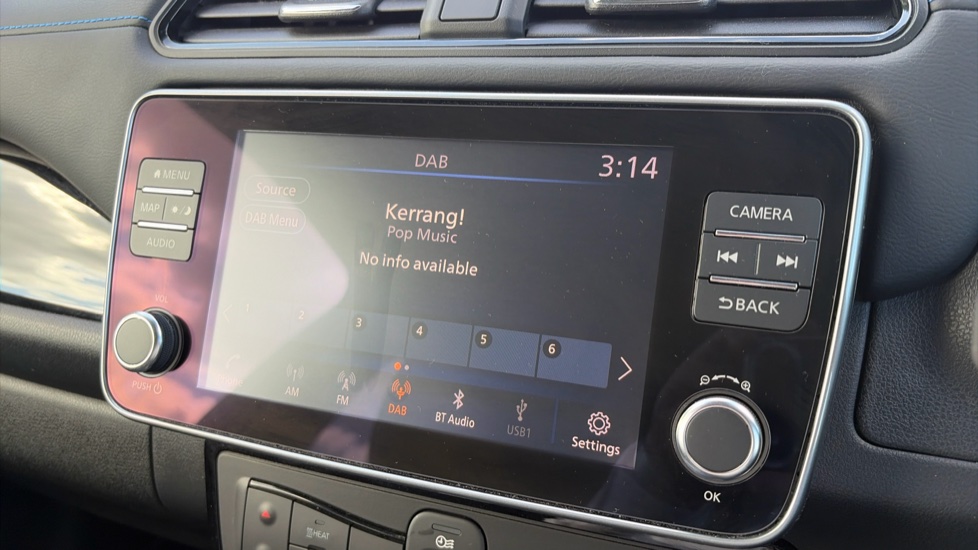 DAB
3:14
MENU
MAP
AUDIO
Source
DAB Menu
Kerrang!
Pop Music
No info available
CAMERA
BACK
VOL
PUSH
1
2
3
4
5
6
AM
FM
DAB
BT Audio
USB1
Settings
OK
HEAT